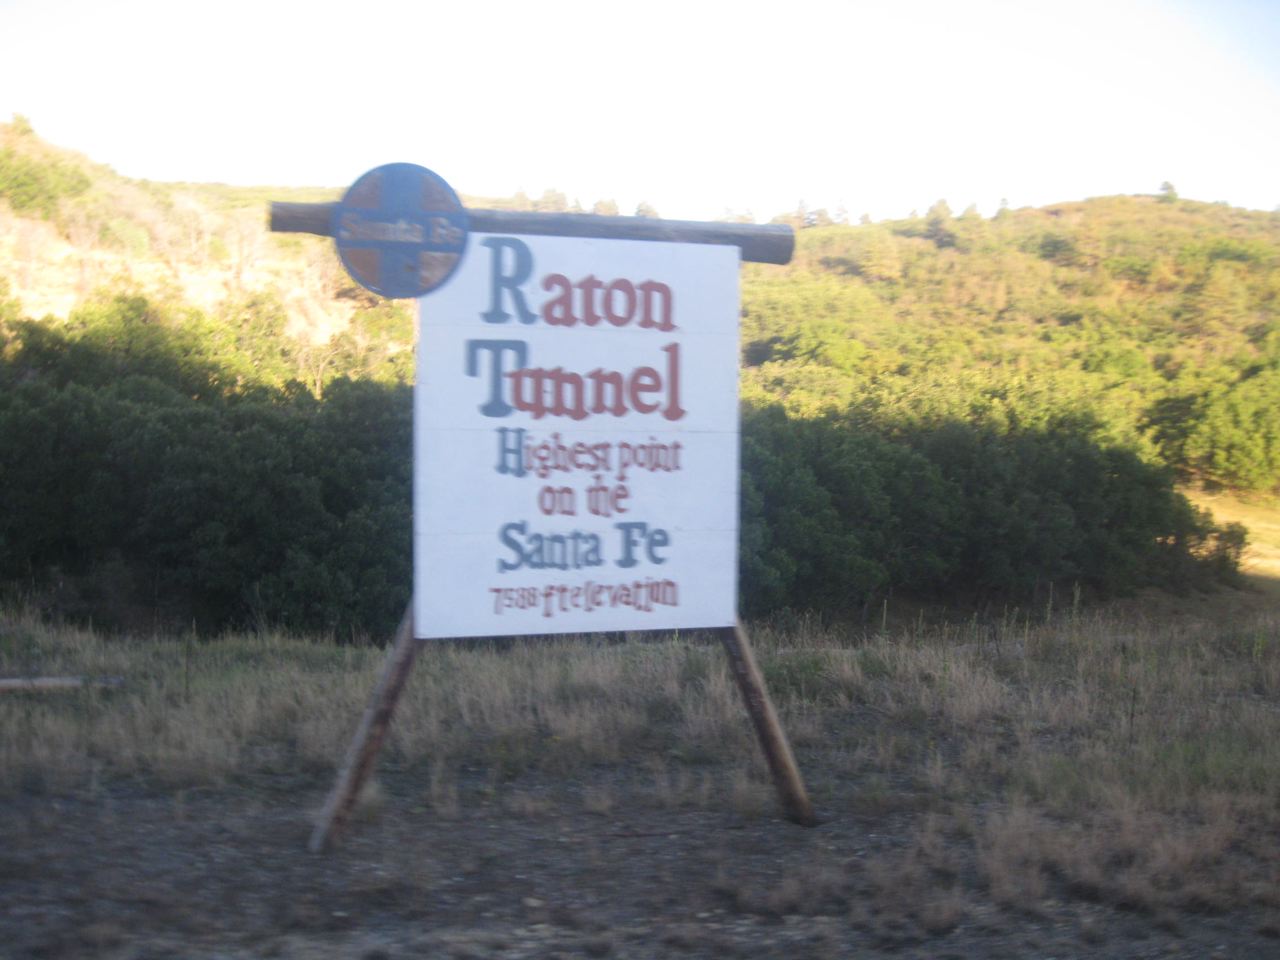 Santa Fe
Raton
Tunnel
Highest point
on the
Santa Fe
7588 ft elevation